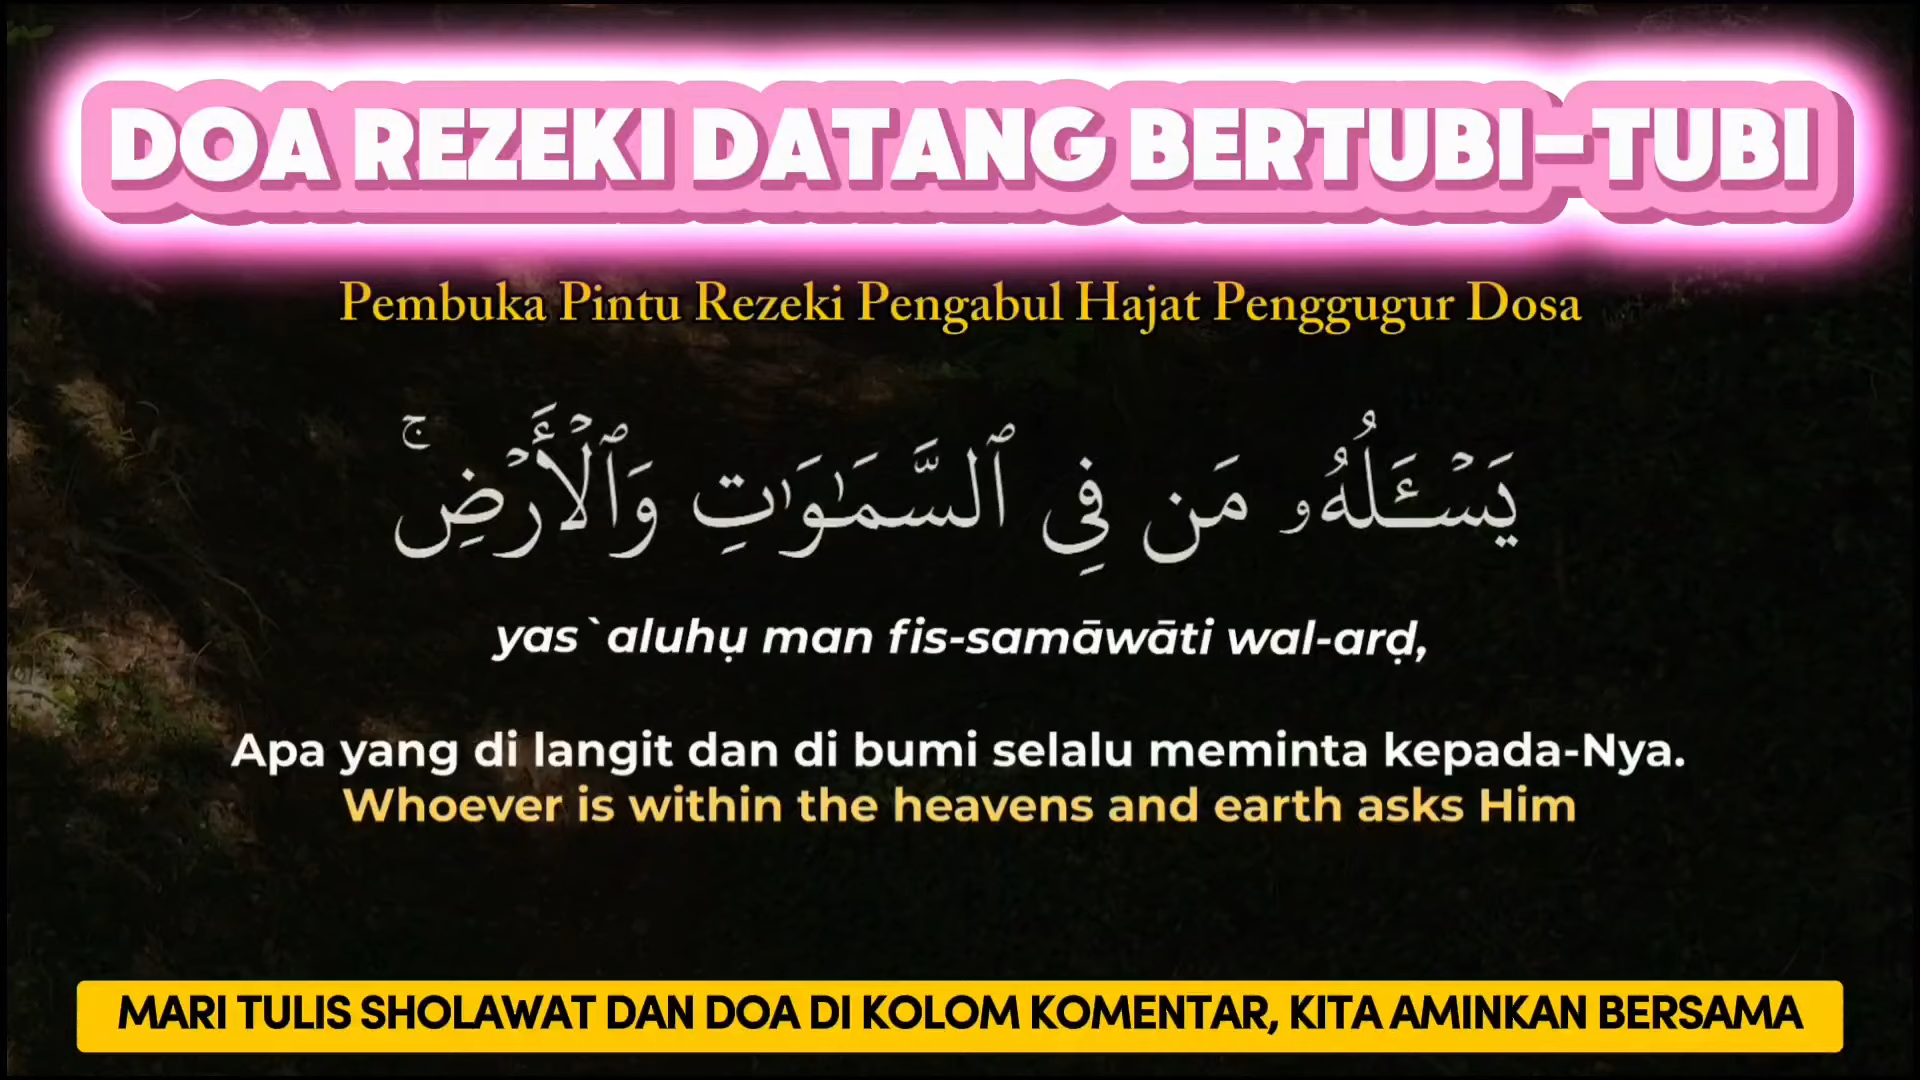 DOA REZEKI DATANG BERTUBI-TUBI
Pembuka Pintu Rezeki Pengabul Hajat Penggugur Dosa
يَسْـَٔلُهُۥ مَن فِى ٱلسَّمَـٰوَٰتِ وَٱلْأَرْضِ ۚ
yas`aluhụ man fis-samāwāti wal-arḍ,
Apa yang di langit dan di bumi selalu meminta kepada-Nya.
Whoever is within the heavens and earth asks Him
MARI TULIS SHOLAWAT DAN DOA DI KOLOM KOMENTAR, KITA AMINKAN BERSAMA